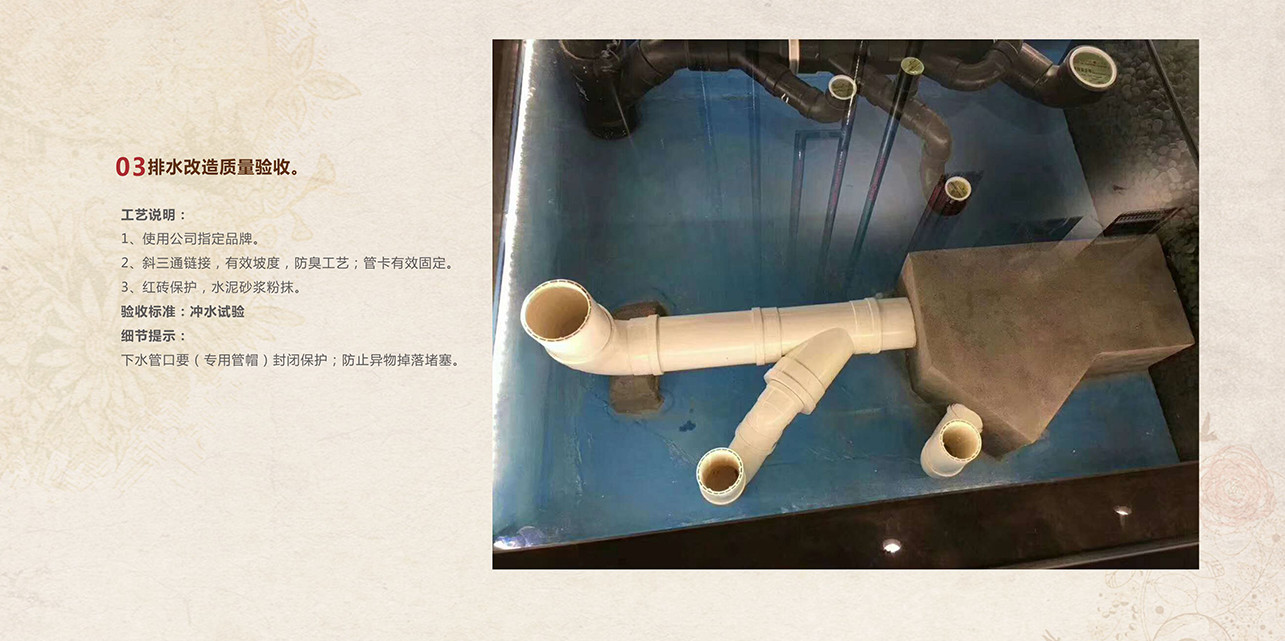 03排水改造质量验收。
工艺说明：
1、使用公司指定品牌。
2、斜三通链接，有效坡度，防臭工艺；管卡有效固定。
3、红砖保护，水泥砂浆粉抹。
验收标准：冲水试验
细节提示：
下水管口要（专用管帽）封闭保护；防止异物掉落堵塞。